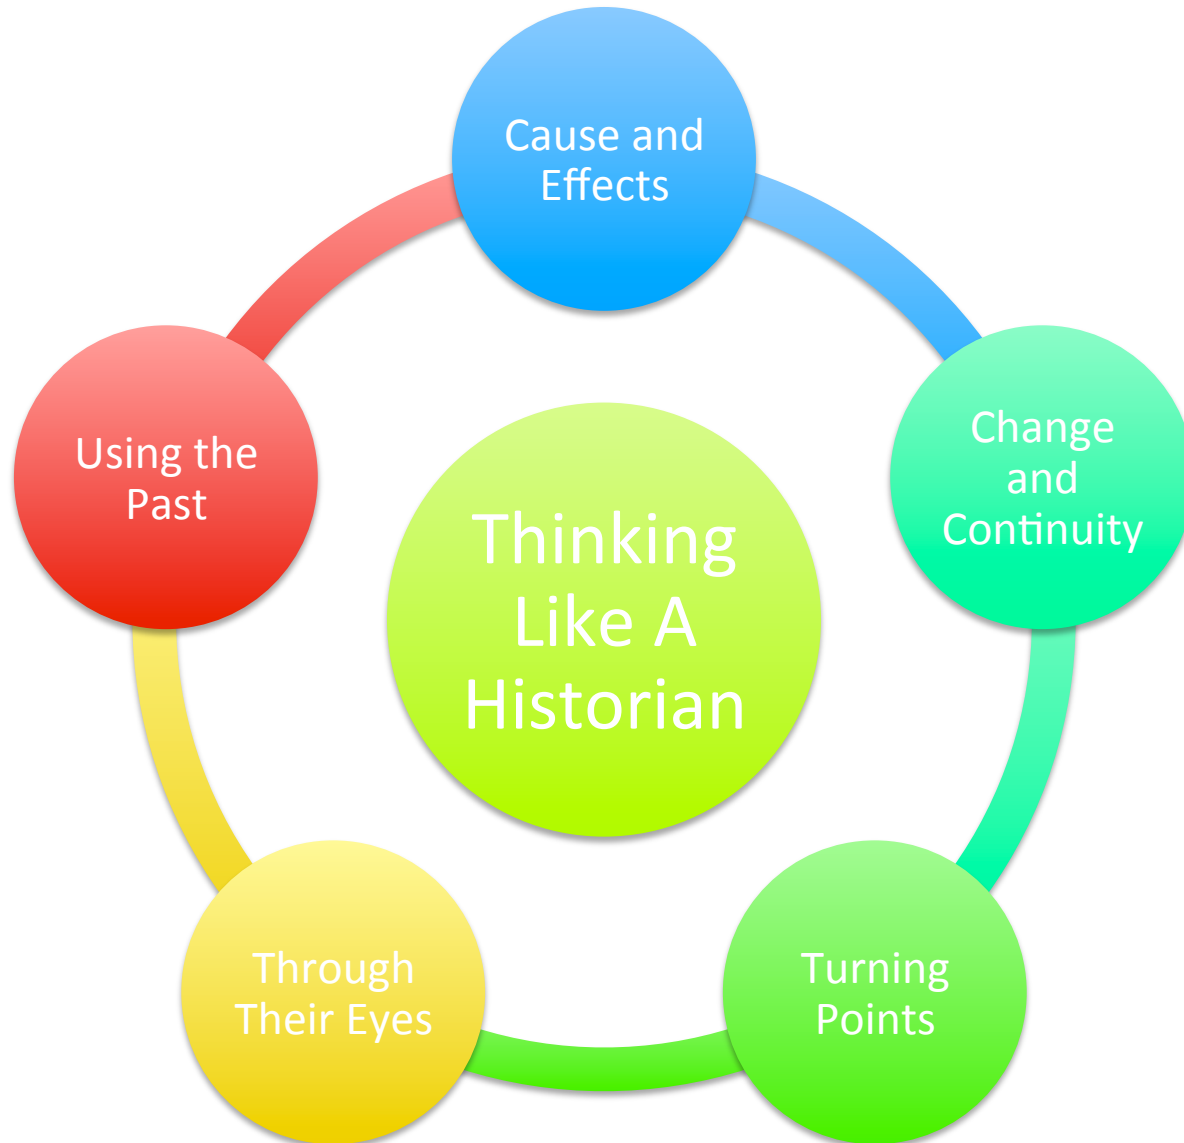 Cause and
Effects
Change
and
Continuity
Turning
Points
Through
Their Eyes
Using the
Past
Thinking
Like A
Historian